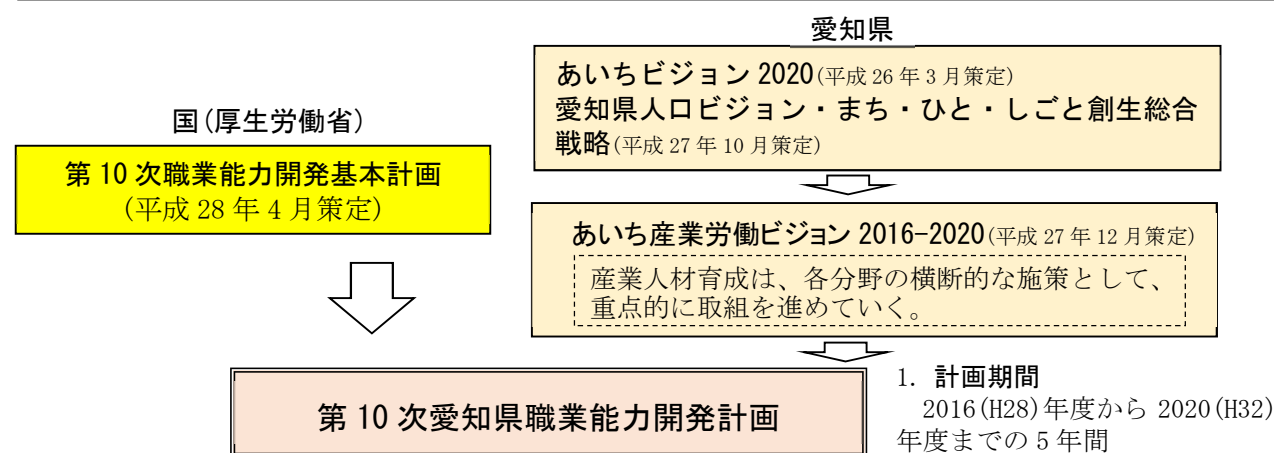 愛知県
あいちビジョン 2020(平成 26 年 3 月策定)
愛知県人口ビジョン・まち・ひと・しごと創生総合
戦略(平成 27 年 10 月策定)
国(厚生労働省)
第 10 次職業能力開発基本計画
(平成 28 年 4 月策定)
あいち産業労働ビジョン 2016-2020(平成 27 年 12 月策定)
産業人材育成は、各分野の横断的な施策として、
重点的に取組を進めていく。
第 10 次愛知県職業能力開発計画
1. 計画期間
2016(H28)年度から 2020(H32)
年度までの 5 年間